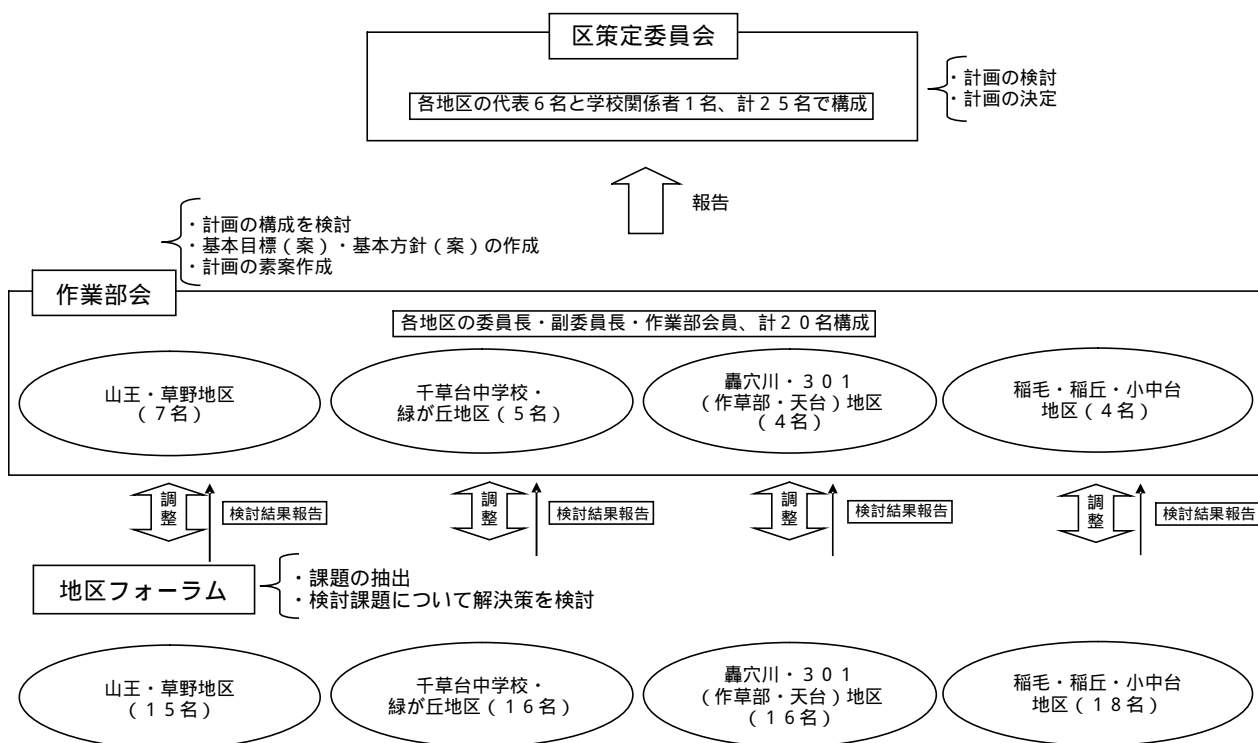 区策定委員会
各地区の代表６名と学校関係者１名、計２５名で構成
・計画の検討
・計画の決定
報告
・計画の構成を検討
・基本目標（案）・基本方針（案）の作成
・計画の素案作成
作業部会
各地区の委員長・副委員長・作業部会員、計２０名構成
山王・草野地区
（７名）
千草台中学校・
緑が丘地区（５名）
轟穴川・３０１
（作草部・天台）地区
（４名）
稲毛・稲丘・小中台
地区（４名）
調整
検討結果報告
調整
検討結果報告
調整
検討結果報告
調整
検討結果報告
地区フォーラム
・課題の抽出
・検討課題について解決策を検討
山王・草野地区
（１５名）
千草台中学校・
緑が丘地区（１６名）
轟穴川・３０１
（作草部・天台）地区
（１６名）
稲毛・稲丘・小中台
地区（１８名）